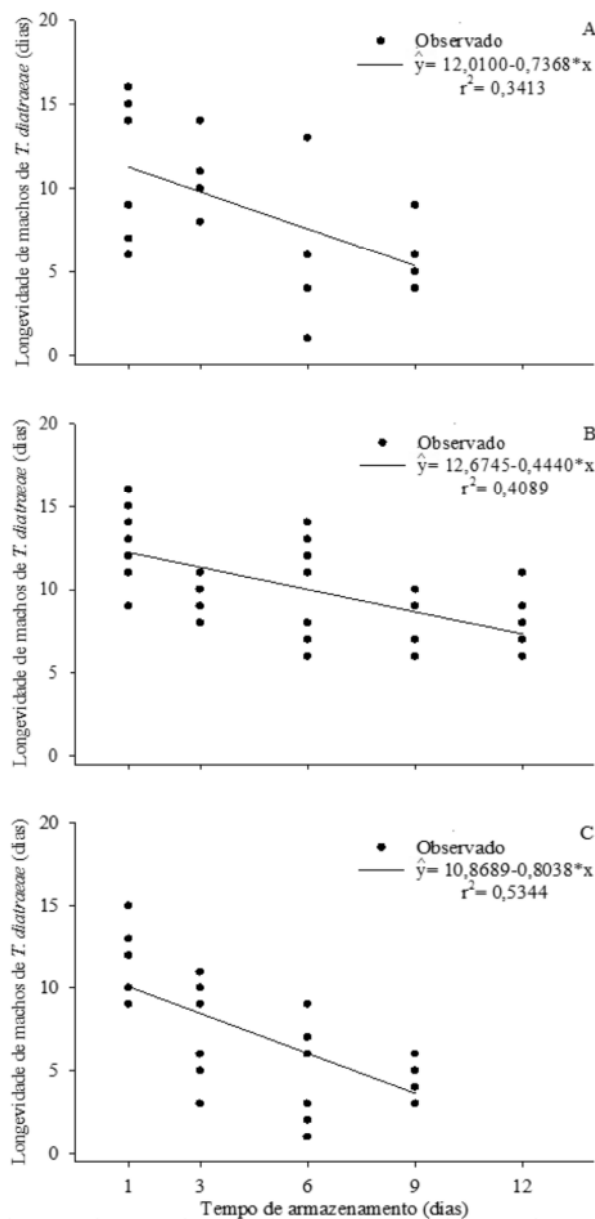 A
Observado
ŷ= 12,0100-0,7368*x
r²= 0,3413
Longevidade de machos de T. diatraeae (dias)
20
15
10
5
0
B
Observado
ŷ= 12,6745-0,4440*x
r²= 0,4089
Longevidade de machos de T. diatraeae (dias)
20
15
10
5
0
C
Observado
ŷ= 10,8689-0,8038*x
r²= 0,5344
Longevidade de machos de T. diatraeae (dias)
20
15
10
5
0
1 3 6 9 12
Tempo de armazenamento (dias)